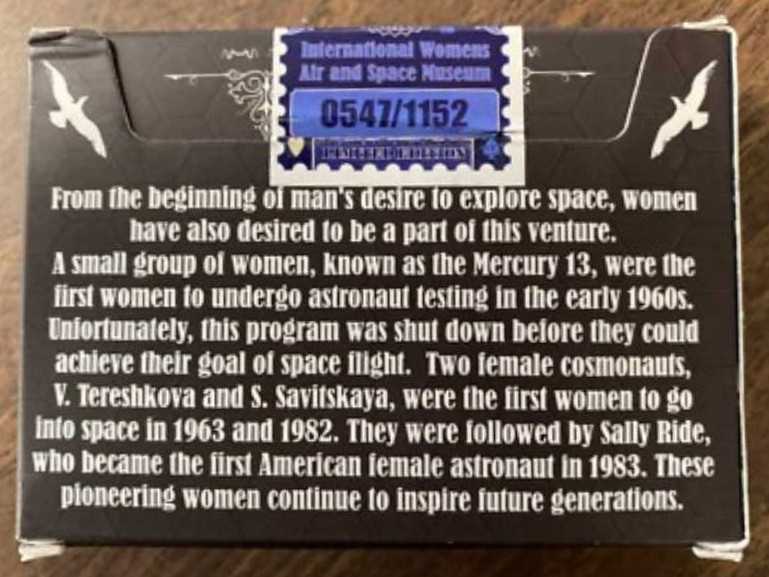 International Womens
Air and Space Museum
0547/1152
LIMITED EDITION
From the beginning of man's desire to explore space, women
have also desired to be a part of this venture.
A small group of women, known as the Mercury 13, were the
first women to undergo astronaut testing in the early 1960s.
Unfortunately, this program was shut down before they could
achieve their goal of space flight. Two female cosmonauts,
V. Tereshkova and S. Savitskaya, were the first women to go
into space in 1963 and 1982. They were followed by Sally Ride,
who became the first American female astronaut in 1983. These
pioneering women continue to inspire future generations.